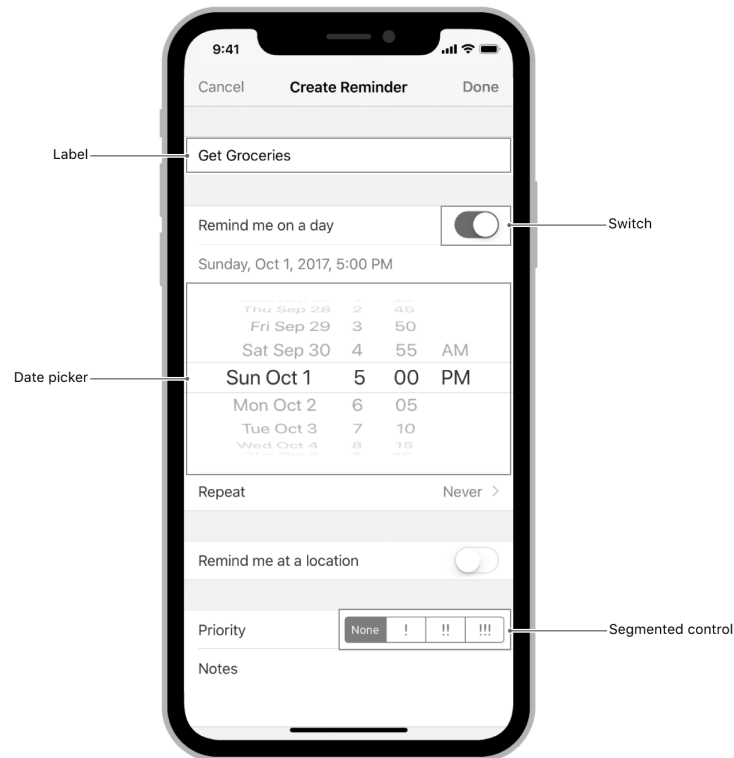 9:41
Cancel Create Reminder Done
Label
Get Groceries
Remind me on a day
Switch
Sunday, Oct 1, 2017, 5:00 PM
Thu Sep 28 2 45
Fri Sep 29 3 50
Sat Sep 30 4 55 AM
Date picker
Sun Oct 1 5 00 PM
Mon Oct 2 6 05
Tue Oct 3 7 10
Wed Oct 4 8 15
Repeat Never >
Remind me at a location
Priority None ! !! !!!
Segmented control
Notes